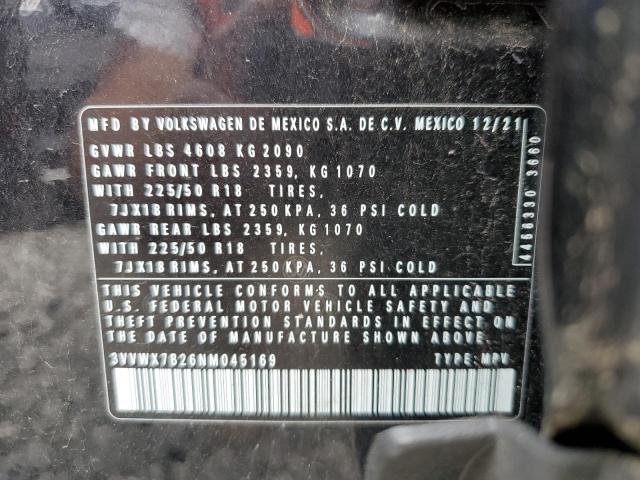 MFD BY VOLKSWAGEN DE MEXICO S.A. DE C.V. MEXICO 12/21
GVWR LBS 4608 KG 2090
GAWR FRONT LBS 2359, KG 1070
WITH 225/50 R18 TIRES,
7JX18 RIMS, AT 250 KPA, 36 PSI COLD
GAWR REAR LBS 2359, KG 1070
WITH 225/50 R18 TIRES,
7JX18 RIMS, AT 250 KPA, 36 PSI COLD
4468330 3660
THIS VEHICLE CONFORMS TO ALL APPLICABLE
U.S. FEDERAL MOTOR VEHICLE SAFETY AND
THEFT PREVENTION STANDARDS IN EFFECT ON
THE DATE OF MANUFACTURE SHOWN ABOVE.
3VVWX7B26NM045169 TYPE: MPV